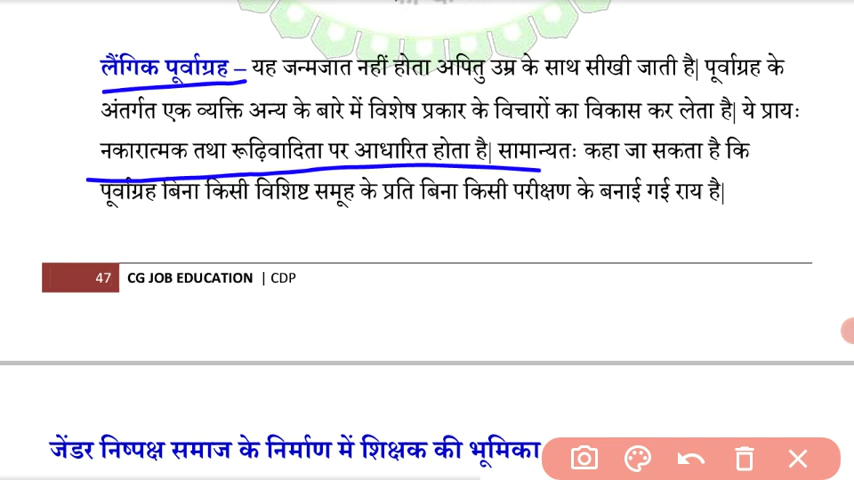 लैंगिक पूर्वाग्रह – यह जन्मजात नहीं होता अपितु उम्र के साथ सीखी जाती है| पूर्वाग्रह के
अंतर्गत एक व्यक्ति अन्य के बारे में विशेष प्रकार के विचारों का विकास कर लेता है| ये प्रायः
नकारात्मक तथा रूढ़िवादिता पर आधारित होता है| सामान्यतः कहा जा सकता है कि
पूर्वाग्रह बिना किसी विशिष्ट समूह के प्रति बिना किसी परीक्षण के बनाई गई राय है|
47 CG JOB EDUCATION | CDP
जेंडर निष्पक्ष समाज के निर्माण में शिक्षक की भूमिका